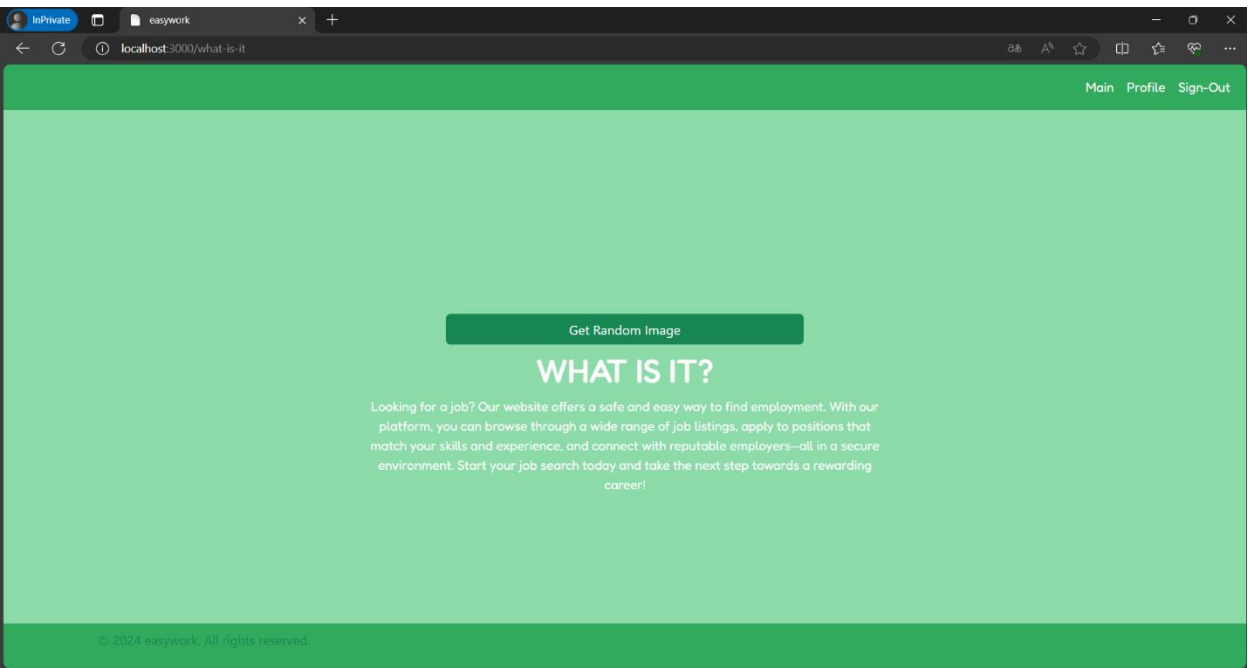 InPrivate
easywork
localhost:3000/what-is-it
Main Profile Sign-Out
Get Random Image
WHAT IS IT?
Looking for a job? Our website offers a safe and easy way to find employment. With our
platform, you can browse through a wide range of job listings, apply to positions that
match your skills and experience, and connect with reputable employers—all in a secure
environment. Start your job search today and take the next step towards a rewarding
career!
© 2024 easywork. All rights reserved.